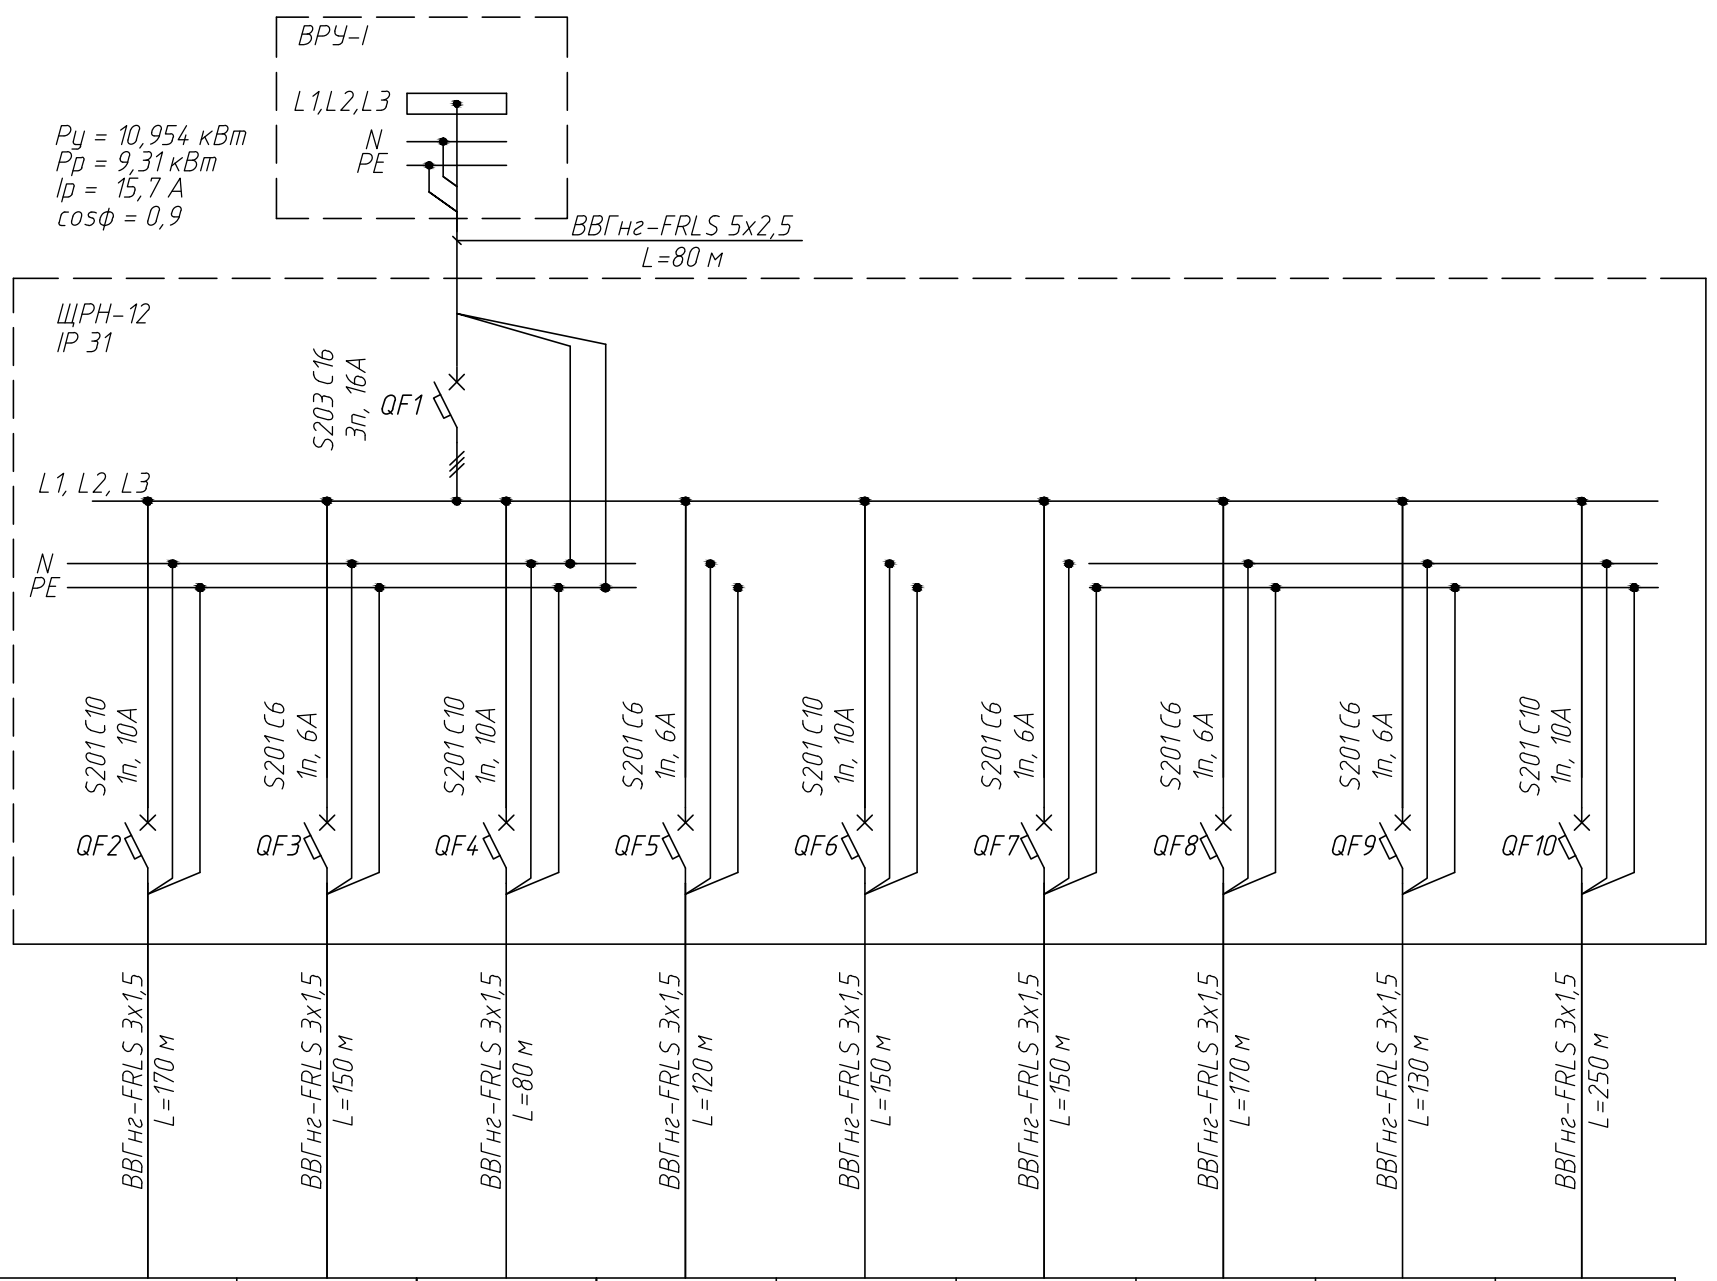 ВРУ-I
L1,L2,L3
N
PE
Ру = 10,954 кВт
Рр = 9,31 кВт
Iр = 15,7 А
cosф = 0,9
ВВГнг-FRLS 5х2,5
L=80 м
ЩРН-12
IP 31
S203 C16
3п, 16А
QF1
L1, L2, L3
N
PE
S201 C10
1п, 10А
QF2
S201 C6
1п, 6А
QF3
S201 C10
1п, 10А
QF4
S201 C6
1п, 6А
QF5
S201 C10
1п, 10А
QF6
S201 C6
1п, 6А
QF7
S201 C6
1п, 6А
QF8
S201 C6
1п, 6А
QF9
S201 C10
1п, 10А
QF10
ВВГнг-FRLS 3х1,5
L=170 м
ВВГнг-FRLS 3х1,5
L=150 м
ВВГнг-FRLS 3х1,5
L=80 м
ВВГнг-FRLS 3х1,5
L=120 м
ВВГнг-FRLS 3х1,5
L=150 м
ВВГнг-FRLS 3х1,5
L=150 м
ВВГнг-FRLS 3х1,5
L=170 м
ВВГнг-FRLS 3х1,5
L=130 м
ВВГнг-FRLS 3х1,5
L=250 м